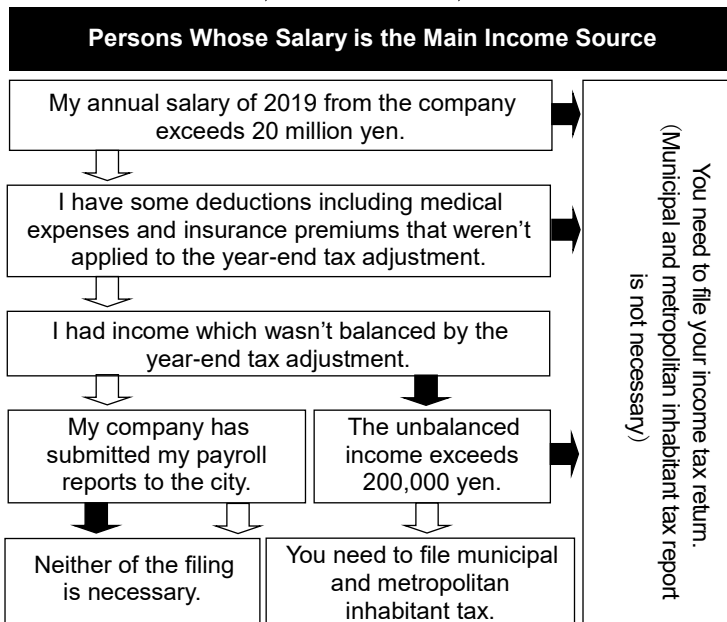 Persons Whose Salary is the Main Income Source
My annual salary of 2019 from the company
exceeds 20 million yen.
I have some deductions including medical
expenses and insurance premiums that weren't
applied to the year-end tax adjustment.
I had income which wasn't balanced by the
year-end tax adjustment.
My company has
submitted my payroll
reports to the city.
The unbalanced
income exceeds
200,000 yen.
Neither of the filing
is necessary.
You need to file municipal
and metropolitan
inhabitant tax.
You need to file your income tax return.
(Municipal and metropolitan inhabitant tax report
is not necessary)